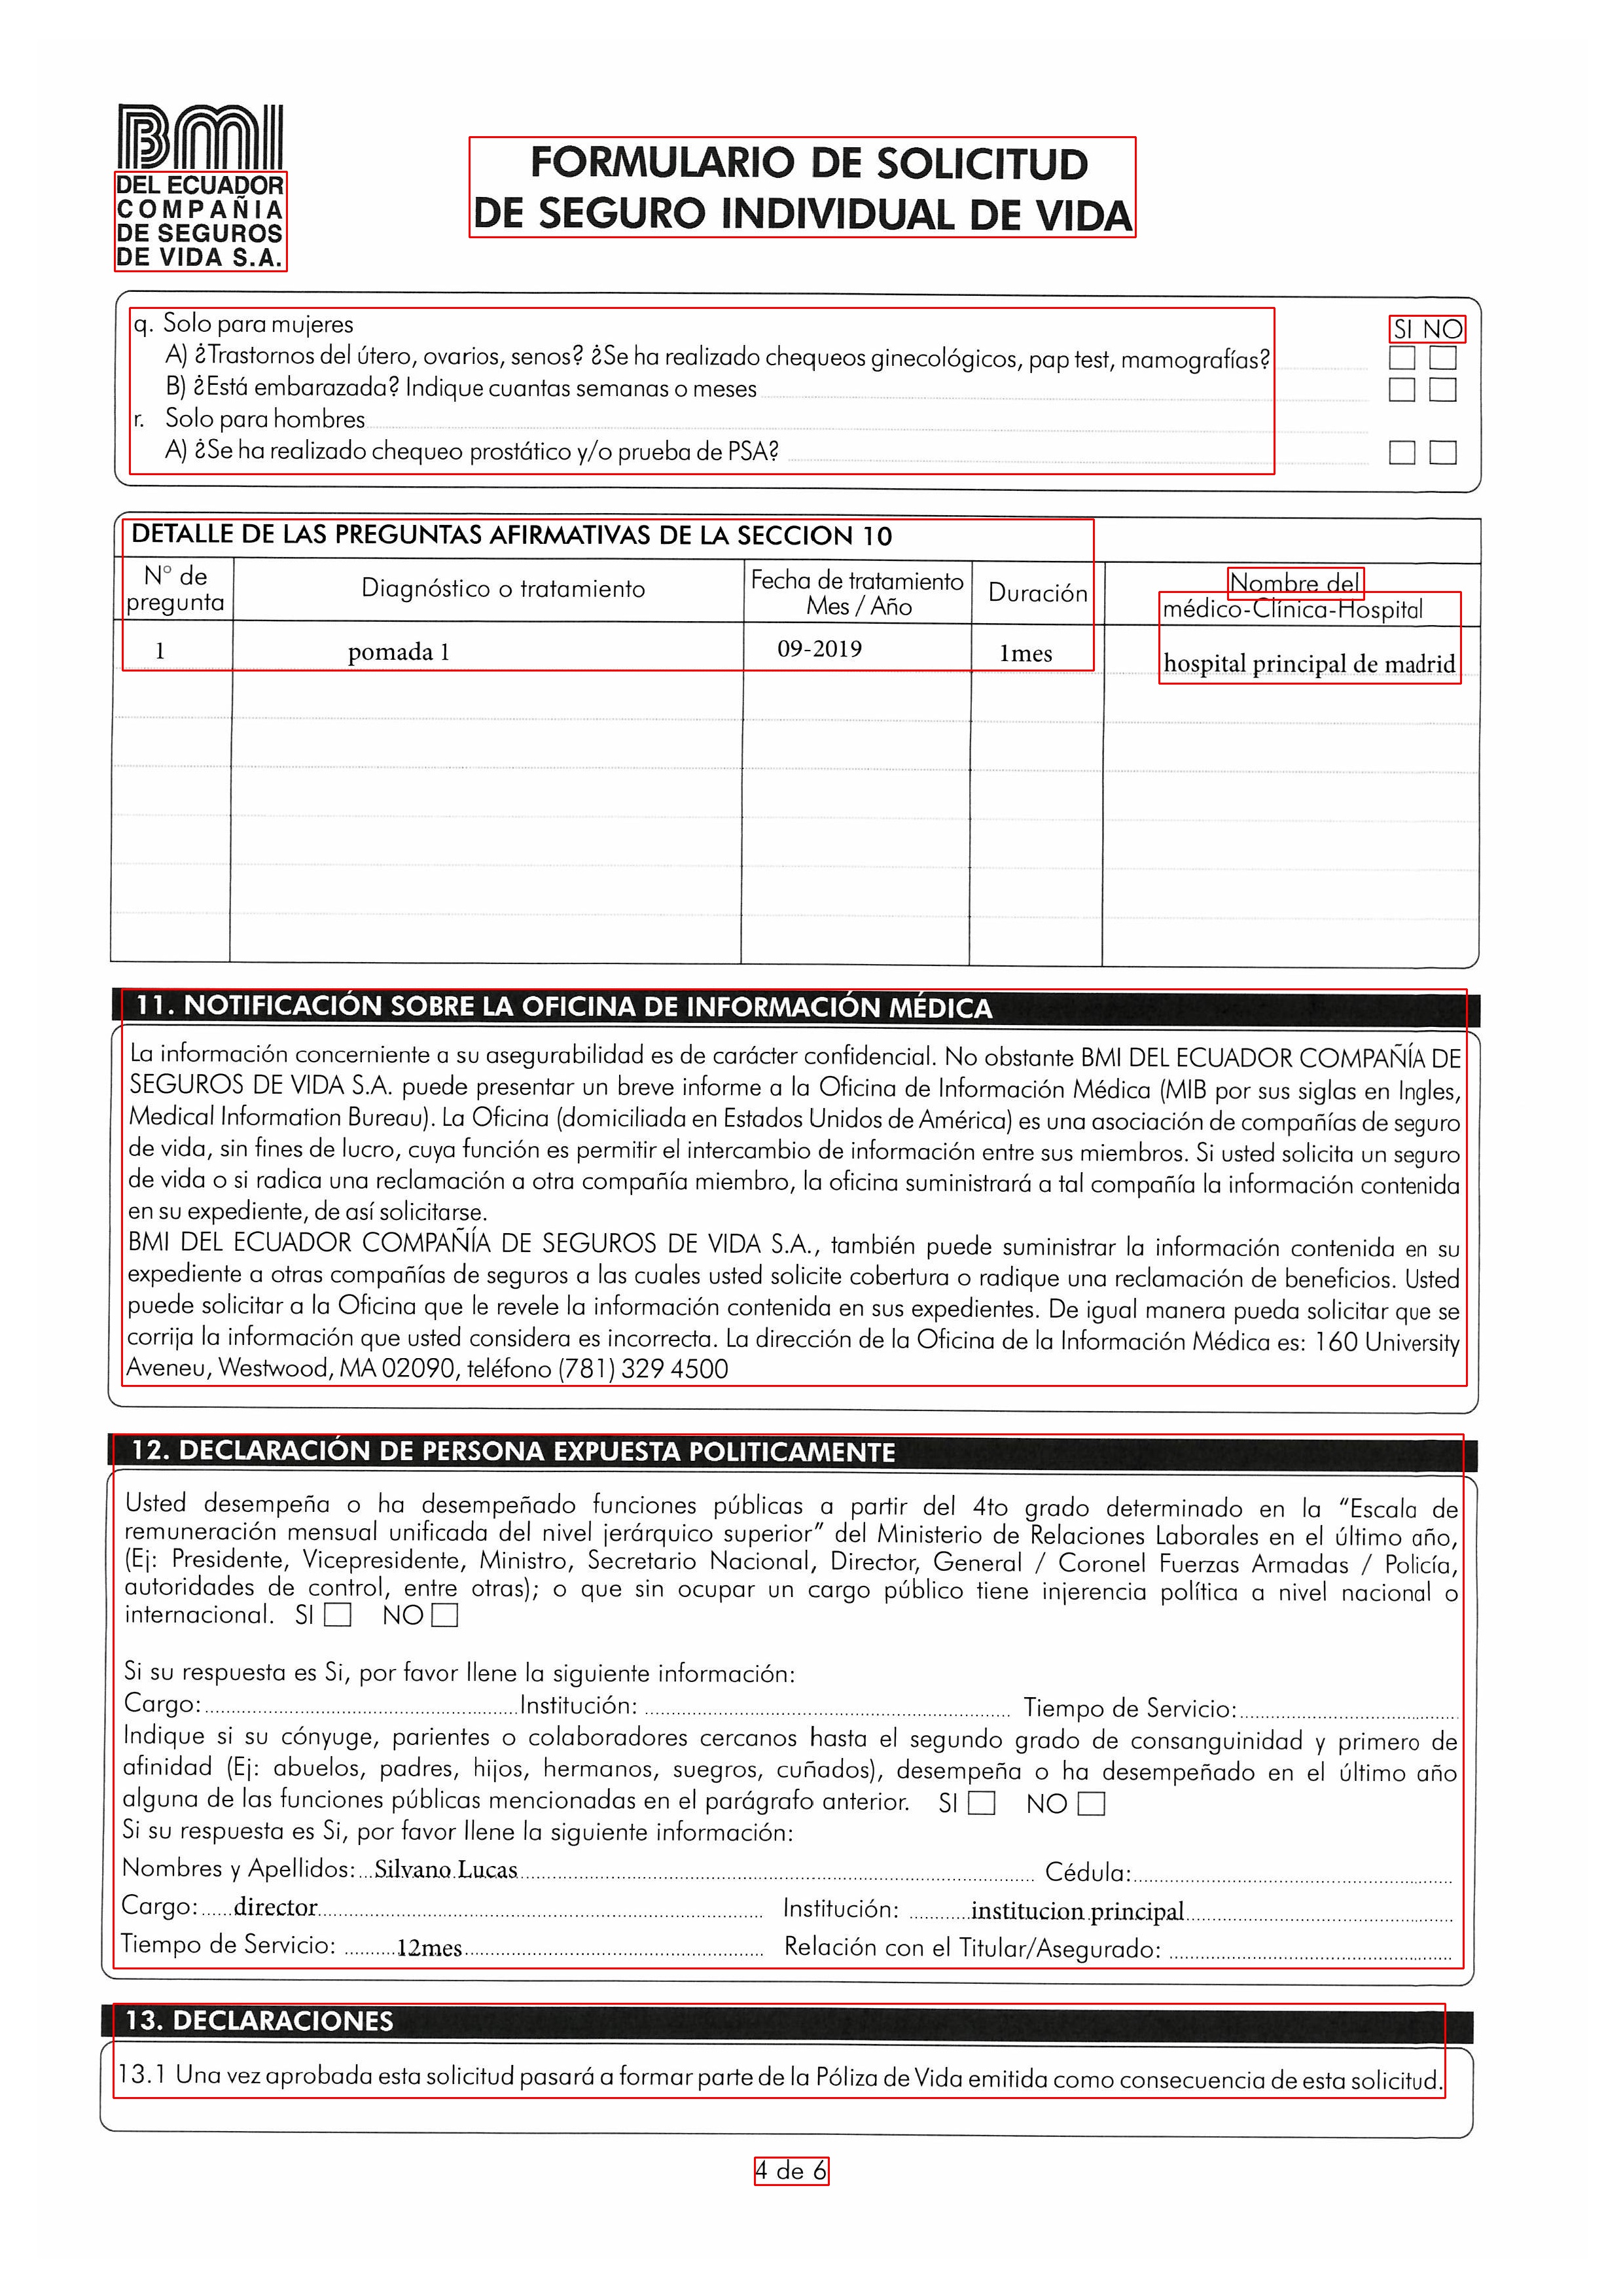 BMI
DEL ECUADOR
COMPAÑIA
DE SEGUROS
DE VIDA S.A.
FORMULARIO DE SOLICITUD
DE SEGURO INDIVIDUAL DE VIDA
q. Solo para mujeres
SI NO
A) ¿Trastornos del útero, ovarios, senos? ¿Se ha realizado chequeos ginecológicos, pap test, mamografías?
B) ¿Está embarazada? Indique cuantas semanas o meses
r. Solo para hombres
A) ¿Se ha realizado chequeo prostático y/o prueba de PSA?
DETALLE DE LAS PREGUNTAS AFIRMATIVAS DE LA SECCION 10
N° de pregunta
Diagnóstico o tratamiento
Fecha de tratamiento Mes / Año
Duración
Nombre del médico-Clínica-Hospital
1 pomada 1 09-2019 1mes hospital principal de madrid
11. NOTIFICACIÓN SOBRE LA OFICINA DE INFORMACIÓN MÉDICA
La información concerniente a su asegurabilidad es de carácter confidencial. No obstante BMI DEL ECUADOR COMPAÑÍA DE
SEGUROS DE VIDA S.A. puede presentar un breve informe a la Oficina de Información Médica (MIB por sus siglas en Ingles,
Medical Information Bureau). La Oficina (domiciliada en Estados Unidos de América) es una asociación de compañías de seguro
de vida, sin fines de lucro, cuya función es permitir el intercambio de información entre sus miembros. Si usted solicita un seguro
de vida o si radica una reclamación a otra compañía miembro, la oficina suministrará a tal compañía la información contenida
en su expediente, de así solicitarse.
BMI DEL ECUADOR COMPAÑÍA DE SEGUROS DE VIDA S.A., también puede suministrar la información contenida en su
expediente a otras compañías de seguros a las cuales usted solicite cobertura o radique una reclamación de beneficios. Usted
puede solicitar a la Oficina que le revele la información contenida en sus expedientes. De igual manera pueda solicitar que se
corrija la información que usted considera es incorrecta. La dirección de la Oficina de la Información Médica es: 160 University
Aveneu, Westwood, MA 02090, teléfono (781) 329 4500
12. DECLARACIÓN DE PERSONA EXPUESTA POLITICAMENTE
Usted desempeña o ha desempeñado funciones públicas a partir del 4to grado determinado en la “Escala de
remuneración mensual unificada del nivel jerárquico superior” del Ministerio de Relaciones Laborales en el último año,
(Ej: Presidente, Vicepresidente, Ministro, Secretario Nacional, Director, General / Coronel Fuerzas Armadas / Policía,
autoridades de control, entre otras); o que sin ocupar un cargo público tiene injerencia política a nivel nacional o
internacional. SI NO
Si su respuesta es Si, por favor llene la siguiente información:
Cargo: Institución: Tiempo de Servicio:
Indique si su cónyuge, parientes o colaboradores cercanos hasta el segundo grado de consanguinidad y primero de
afinidad (Ej: abuelos, padres, hijos, hermanos, suegros, cuñados), desempeña o ha desempeñado en el último año
alguna de las funciones públicas mencionadas en el parágrafo anterior. SI NO
Si su respuesta es Si, por favor llene la siguiente información:
Nombres y Apellidos: Silvano Lucas Cédula:
Cargo: director Institución: institucion principal
Tiempo de Servicio: 12mes Relación con el Titular/Asegurado:
13. DECLARACIONES
13.1 Una vez aprobada esta solicitud pasará a formar parte de la Póliza de Vida emitida como consecuencia de esta solicitud.
4 de 6